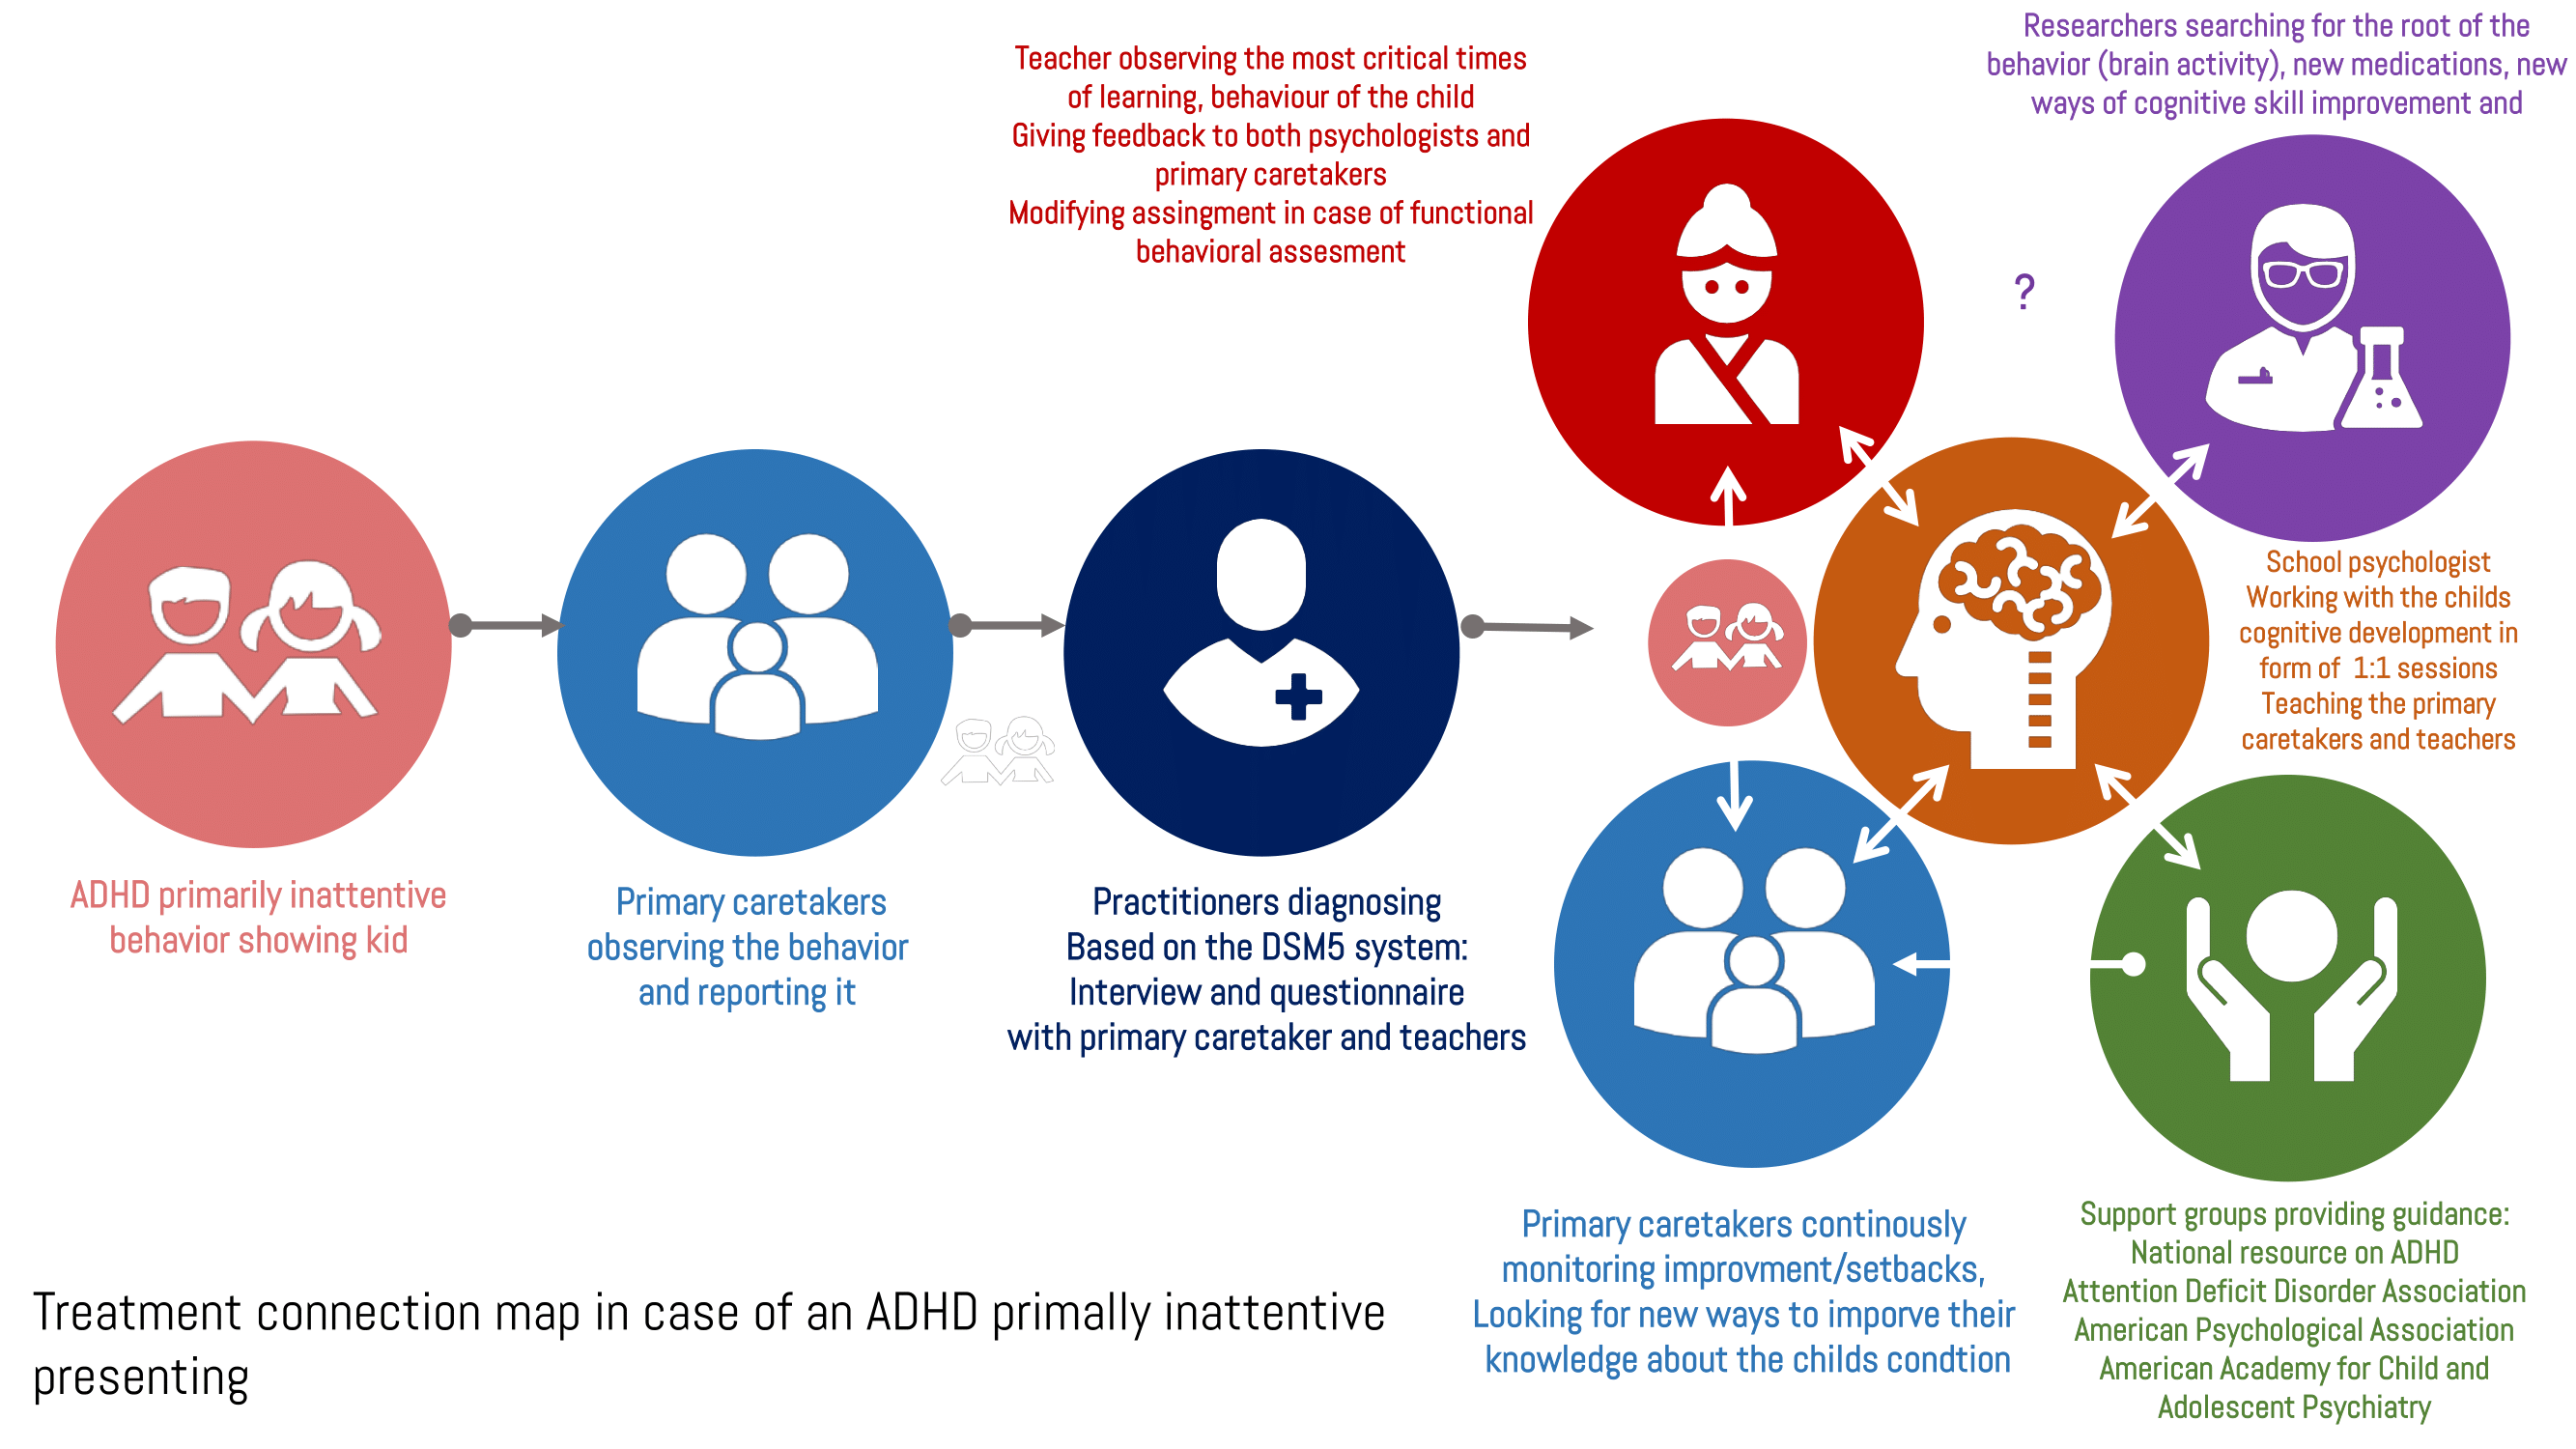 Researchers searching for the root of the
behavior (brain activity), new medications, new
ways of cognitive skill improvement and
Teacher observing the most critical times
of learning, behaviour of the child
Giving feedback to both psychologists and
primary caretakers
Modifying assingment in case of functional
behavioral assesment
?
School psychologist
Working with the childs
cognitive development in
form of 1:1 sessions
Teaching the primary
caretakers and teachers
ADHD primarily inattentive
behavior showing kid
Primary caretakers
observing the behavior
and reporting it
Practitioners diagnosing
Based on the DSM5 system:
Interview and questionnaire
with primary caretaker and teachers
Primary caretakers continously
monitoring improvment/setbacks,
Looking for new ways to imporve their
knowledge about the childs condtion
Support groups providing guidance:
National resource on ADHD
Attention Deficit Disorder Association
American Psychological Association
American Academy for Child and
Adolescent Psychiatry
Treatment connection map in case of an ADHD primally inattentive
presenting